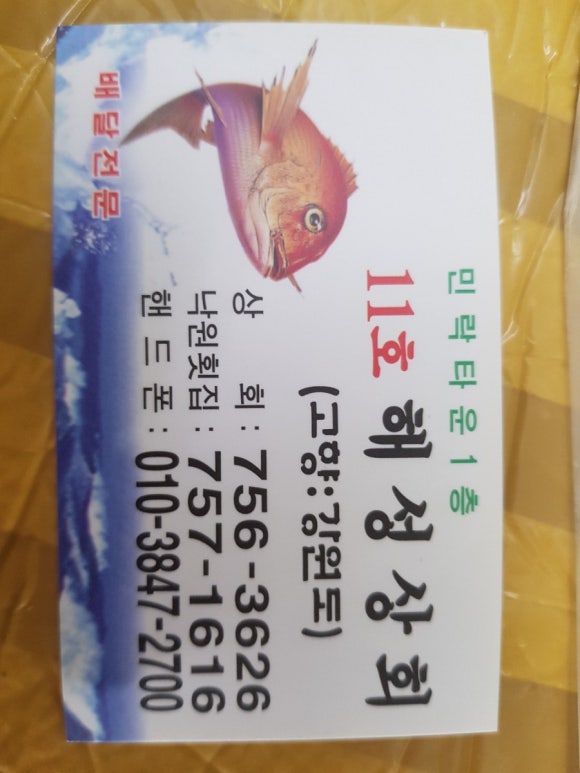 민락타운 1층
11호 해성상회
(고향:강원도)
상 회 : 756-3626
낙원횟집 : 757-1616
핸드폰 : 010-3847-2700
배달전문